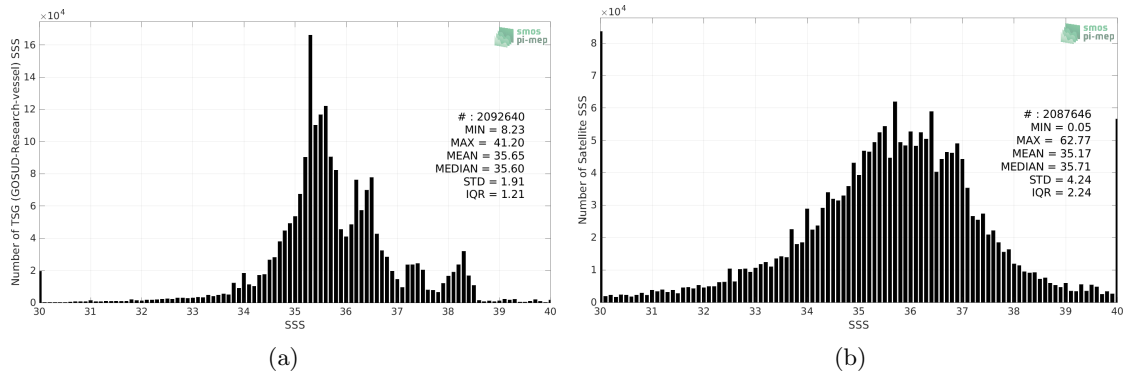 ×10⁴
16
14
12
10
8
6
4
2
0
30 31 32 33 34 35 36 37 38 39 40
SSS
Number of TSG (GOSUD-Research-vessel) SSS
smos
pi-mep
# : 2092640
MIN = 8.23
MAX = 41.20
MEAN = 35.65
MEDIAN = 35.60
STD = 1.91
IQR = 1.21
(a)
×10⁴
8
7
6
5
4
3
2
1
0
30 31 32 33 34 35 36 37 38 39 40
SSS
Number of Satellite SSS
smos
pi-mep
# : 2087646
MIN = 0.05
MAX = 62.77
MEAN = 35.17
MEDIAN = 35.71
STD = 4.24
IQR = 2.24
(b)